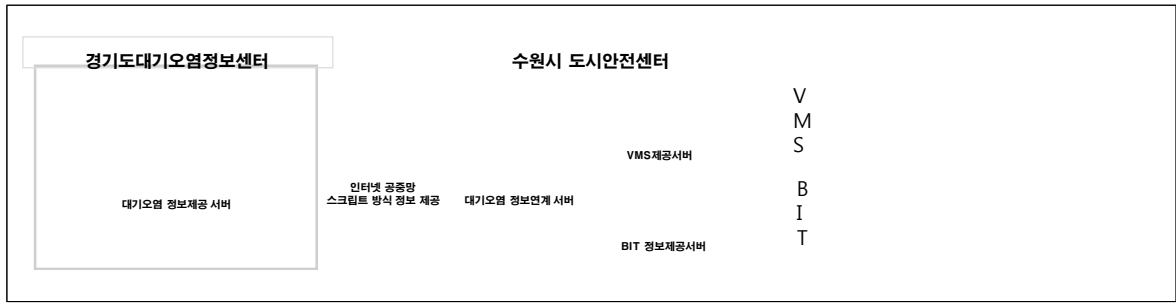 경기도대기오염정보센터
수원시 도시안전센터
대기오염 정보제공 서버
인터넷 공중망
스크립트 방식 정보 제공
대기오염 정보연계 서버
VMS제공서버
BIT 정보제공서버
V
M
S
B
I
T